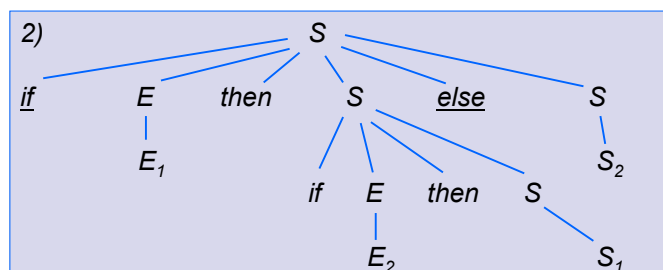 2) S
if E then S else S
E1 S2
if E then S
E2 S1